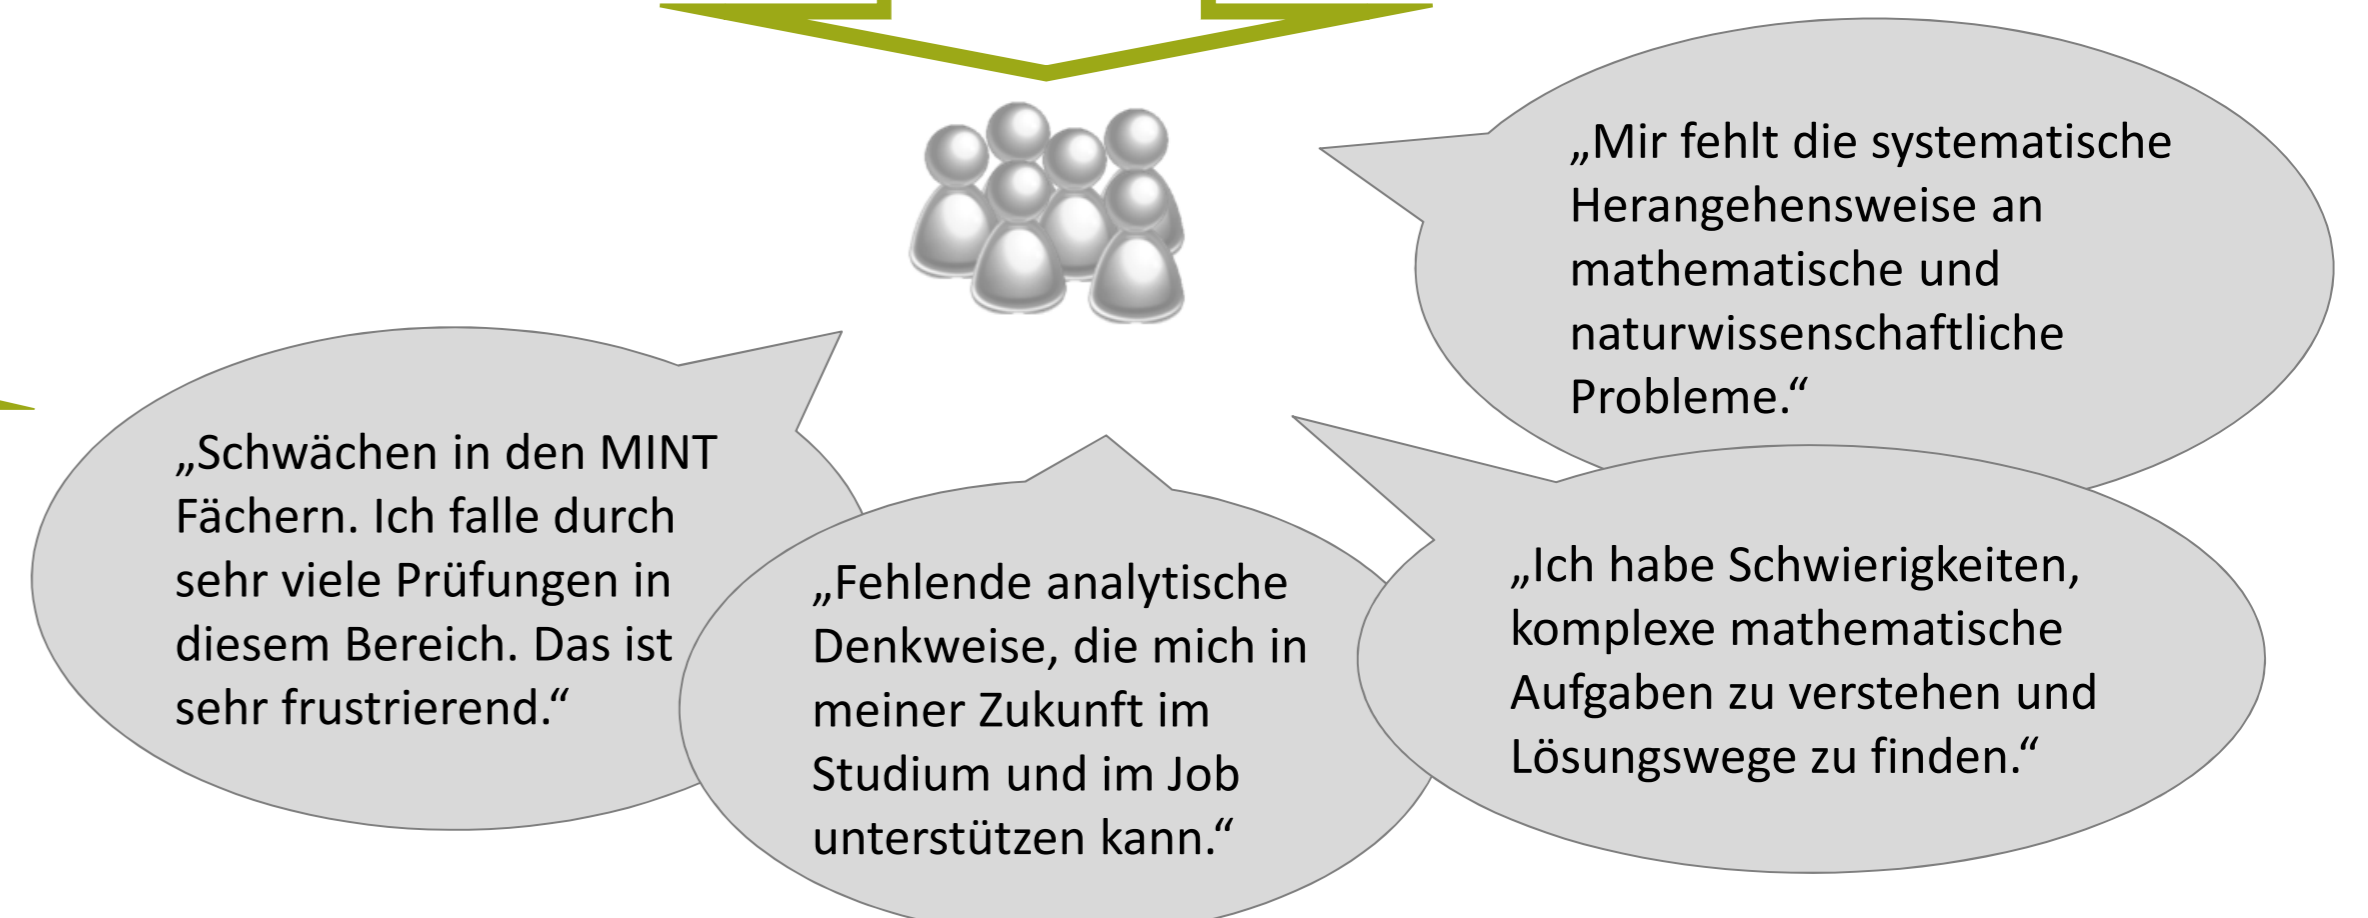 „Mir fehlt die systematische
Herangehensweise an
mathematische und
naturwissenschaftliche
Probleme.“
„Schwächen in den MINT
Fächern. Ich falle durch
sehr viele Prüfungen in
diesem Bereich. Das ist
sehr frustrierend.“
„Fehlende analytische
Denkweise, die mich in
meiner Zukunft im
Studium und im Job
unterstützen kann.“
„Ich habe Schwierigkeiten,
komplexe mathematische
Aufgaben zu verstehen und
Lösungswege zu finden.“